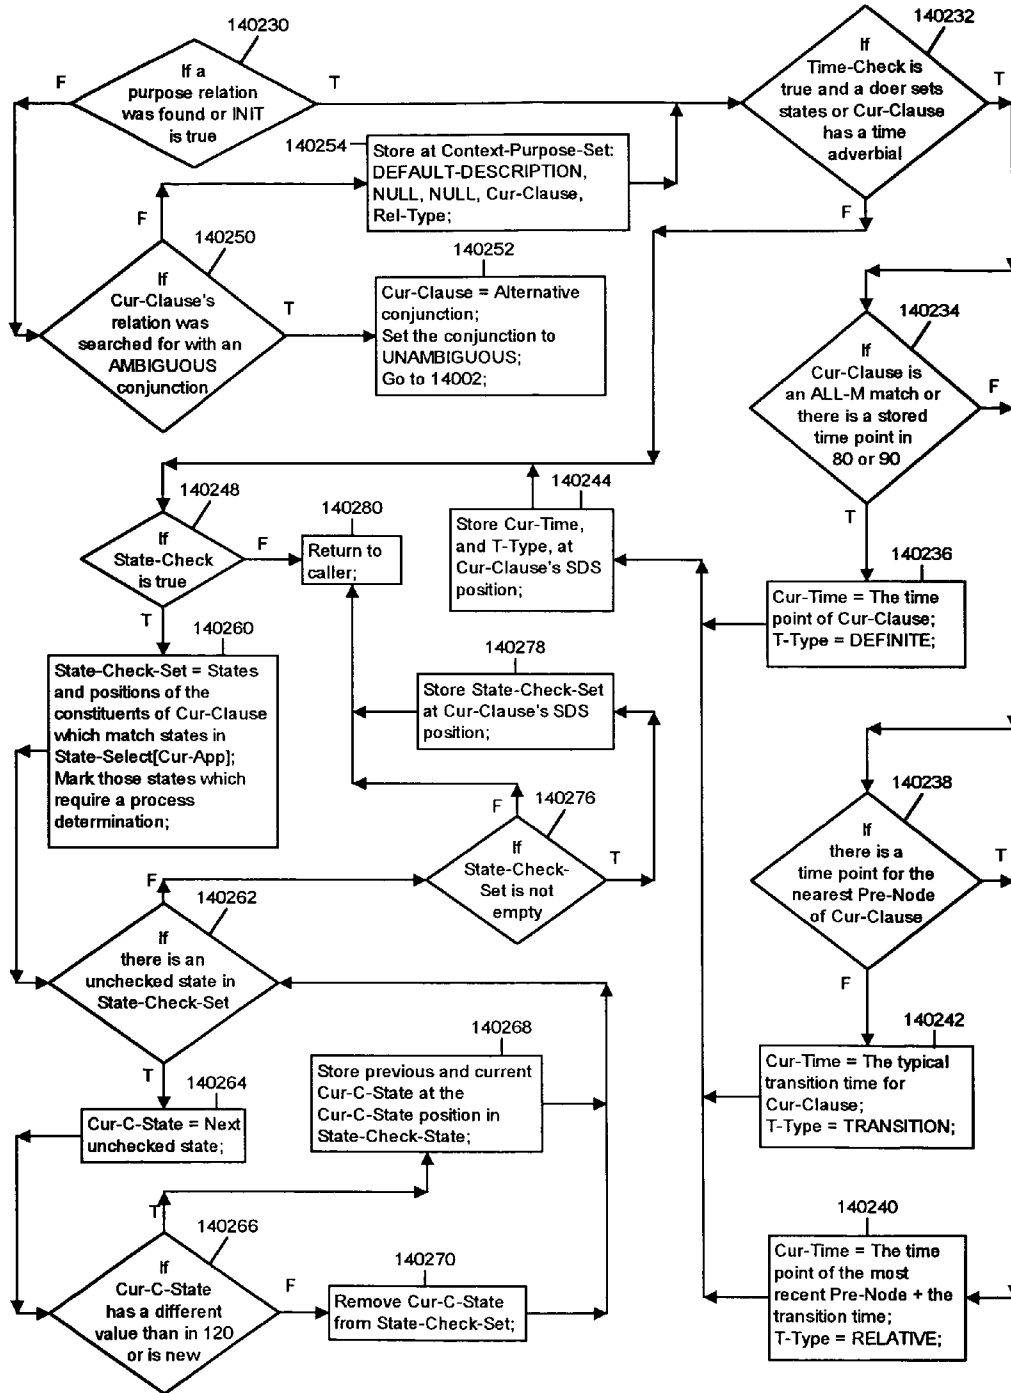 140230
If a
purpose relation
was found or INIT
is true
F
T
140232
If
Time-Check is
true and a doer sets
states or Cur-Clause
has a time
adverbial
T
F
140254
Store at Context-Purpose-Set:
DEFAULT-DESCRIPTION,
NULL, NULL, Cur-Clause,
Rel-Type;
F
140250
If
Cur-Clause's
relation was
searched for with an
AMBIGUOUS
conjunction
T
140252
Cur-Clause = Alternative
conjunction;
Set the conjunction to
UNAMBIGUOUS;
Go to 14002;
140234
If
Cur-Clause is
an ALL-M match or
there is a stored
time point in
80 or 90
F
T
140248
If
State-Check
is true
F
T
140280
Return to
caller;
140244
Store Cur-Time,
and T-Type, at
Cur-Clause's SDS
position;
140236
Cur-Time = The time
point of Cur-Clause;
T-Type = DEFINITE;
140260
State-Check-Set = States
and positions of the
constituents of Cur-Clause
which match states in
State-Select[Cur-App];
Mark those states which
require a process
determination;
140278
Store State-Check-Set
at Cur-Clause's SDS
position;
140276
If
State-Check-
Set is not
empty
F
T
140238
If
there is a
time point for the
nearest Pre-Node
of Cur-Clause
T
F
140262
If
there is an
unchecked state in
State-Check-Set
F
T
140264
Cur-C-State = Next
unchecked state;
140268
Store previous and current
Cur-C-State at the
Cur-C-State position in
State-Check-State;
140242
Cur-Time = The typical
transition time for
Cur-Clause;
T-Type = TRANSITION;
140266
If
Cur-C-State
has a different
value than in 120
or is new
T
F
140270
Remove Cur-C-State
from State-Check-Set;
140240
Cur-Time = The time
point of the most
recent Pre-Node + the
transition time;
T-Type = RELATIVE;